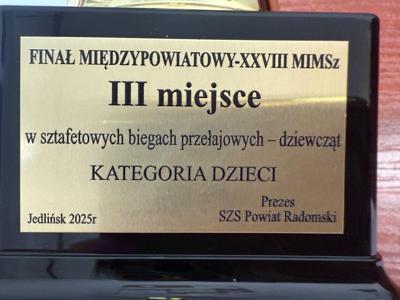 FINAŁ MIĘDZYPOWIATOWY-XXVIII MIMSz
III miejsce
w sztafetowych biegach przełajowych – dziewcząt
KATEGORIA DZIECI
Prezes
Jedlińsk 2025r SZS Powiat Radomski